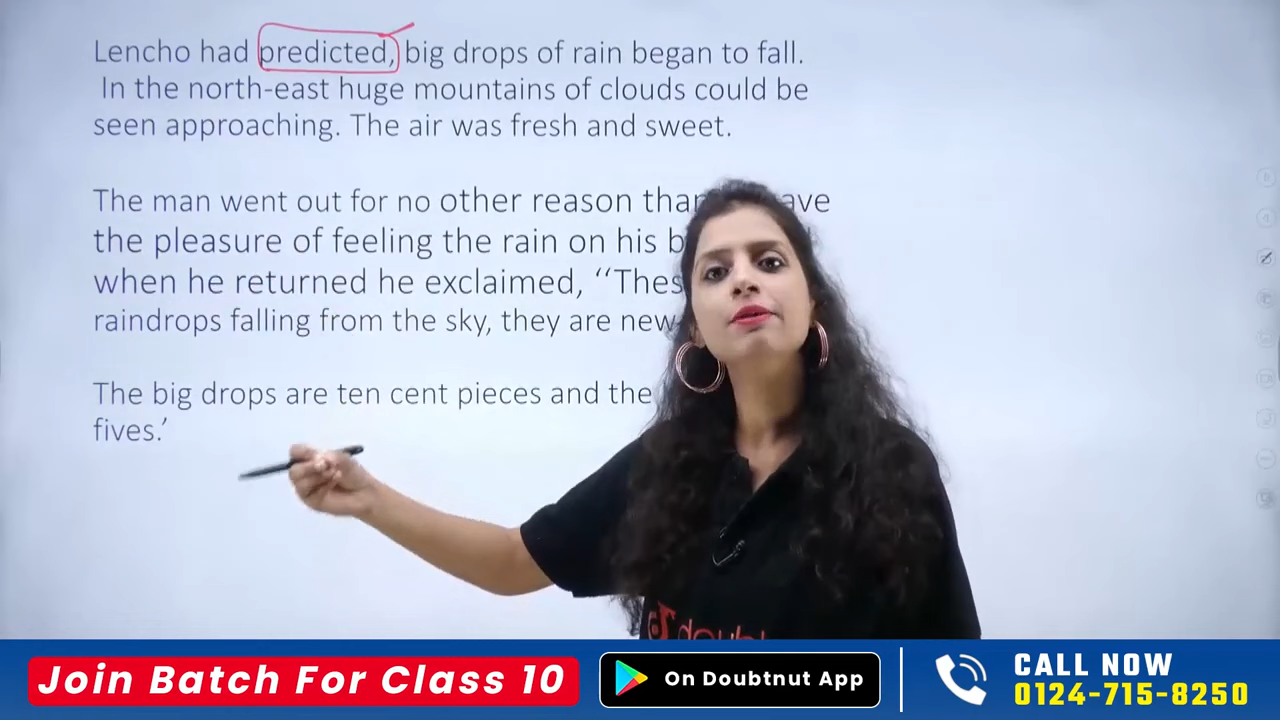 Lencho had predicted, big drops of rain began to fall.
In the north-east huge mountains of clouds could be
seen approaching. The air was fresh and sweet.
The man went out for no other reason than
the pleasure of feeling the rain on his
when he returned he exclaimed, ‘‘
raindrops falling from the sky, they are new
The big drops are ten cent pieces and the
fives.’
Join Batch For Class 10
On Doubtnut App
CALL NOW
0124-715-8250